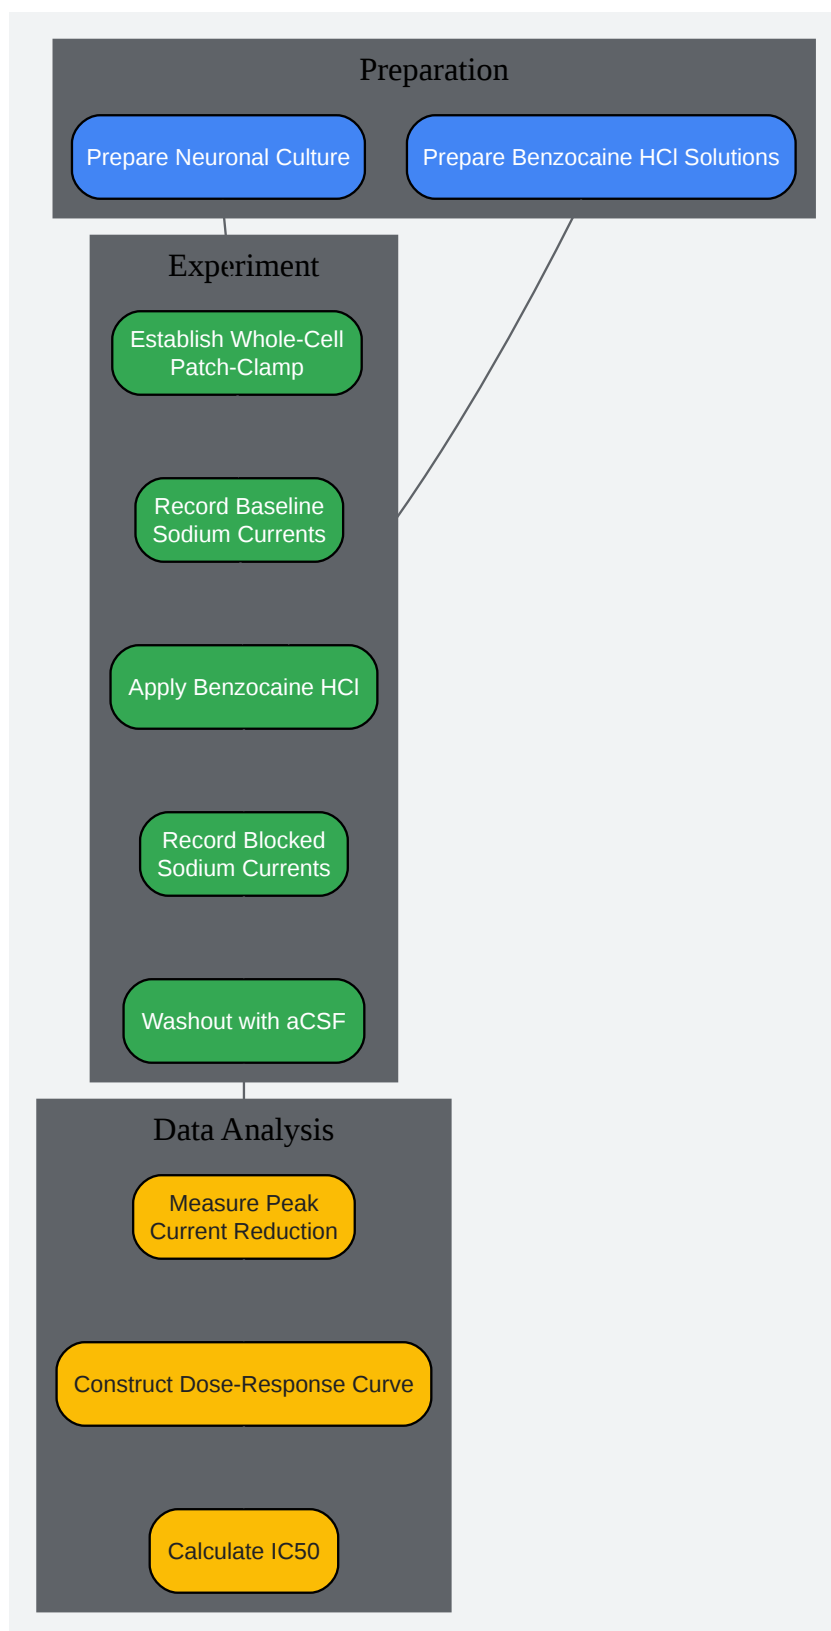 Preparation
Prepare Neuronal Culture
Prepare Benzocaine HCl Solutions
Experiment
Establish Whole-Cell
Patch-Clamp
Record Baseline
Sodium Currents
Apply Benzocaine HCl
Record Blocked
Sodium Currents
Washout with aCSF
Data Analysis
Measure Peak
Current Reduction
Construct Dose-Response Curve
Calculate IC50